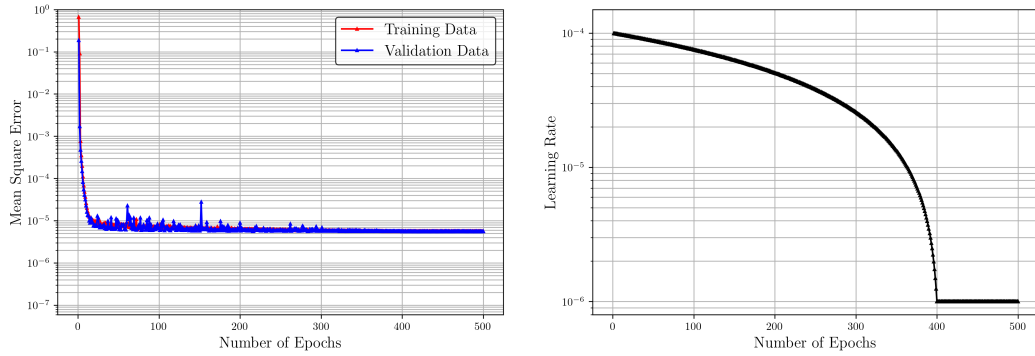 10⁰
10⁻¹
10⁻²
10⁻³
10⁻⁴
10⁻⁵
10⁻⁶
10⁻⁷
Mean Square Error
Training Data
Validation Data
0 100 200 300 400 500
Number of Epochs
10⁻⁴
10⁻⁵
10⁻⁶
Learning Rate
0 100 200 300 400 500
Number of Epochs